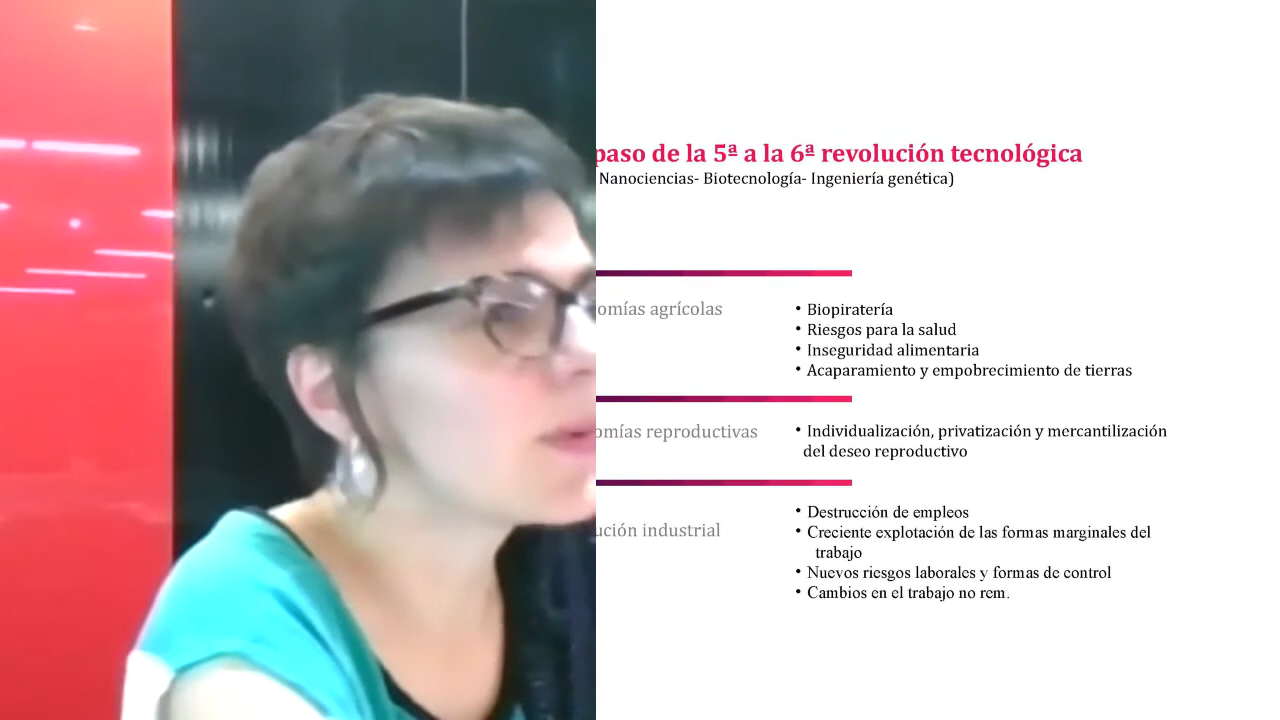 paso de la 5ª a la 6ª revolución tecnológica
Nanociencias- Biotecnología- Ingeniería genética)
omías agrícolas
• Biopiratería
• Riesgos para la salud
• Inseguridad alimentaria
• Acaparamiento y empobrecimiento de tierras
omías reproductivas
• Individualización, privatización y mercantilización
del deseo reproductivo
ución industrial
• Destrucción de empleos
• Creciente explotación de las formas marginales del
trabajo
• Nuevos riesgos laborales y formas de control
• Cambios en el trabajo no rem.